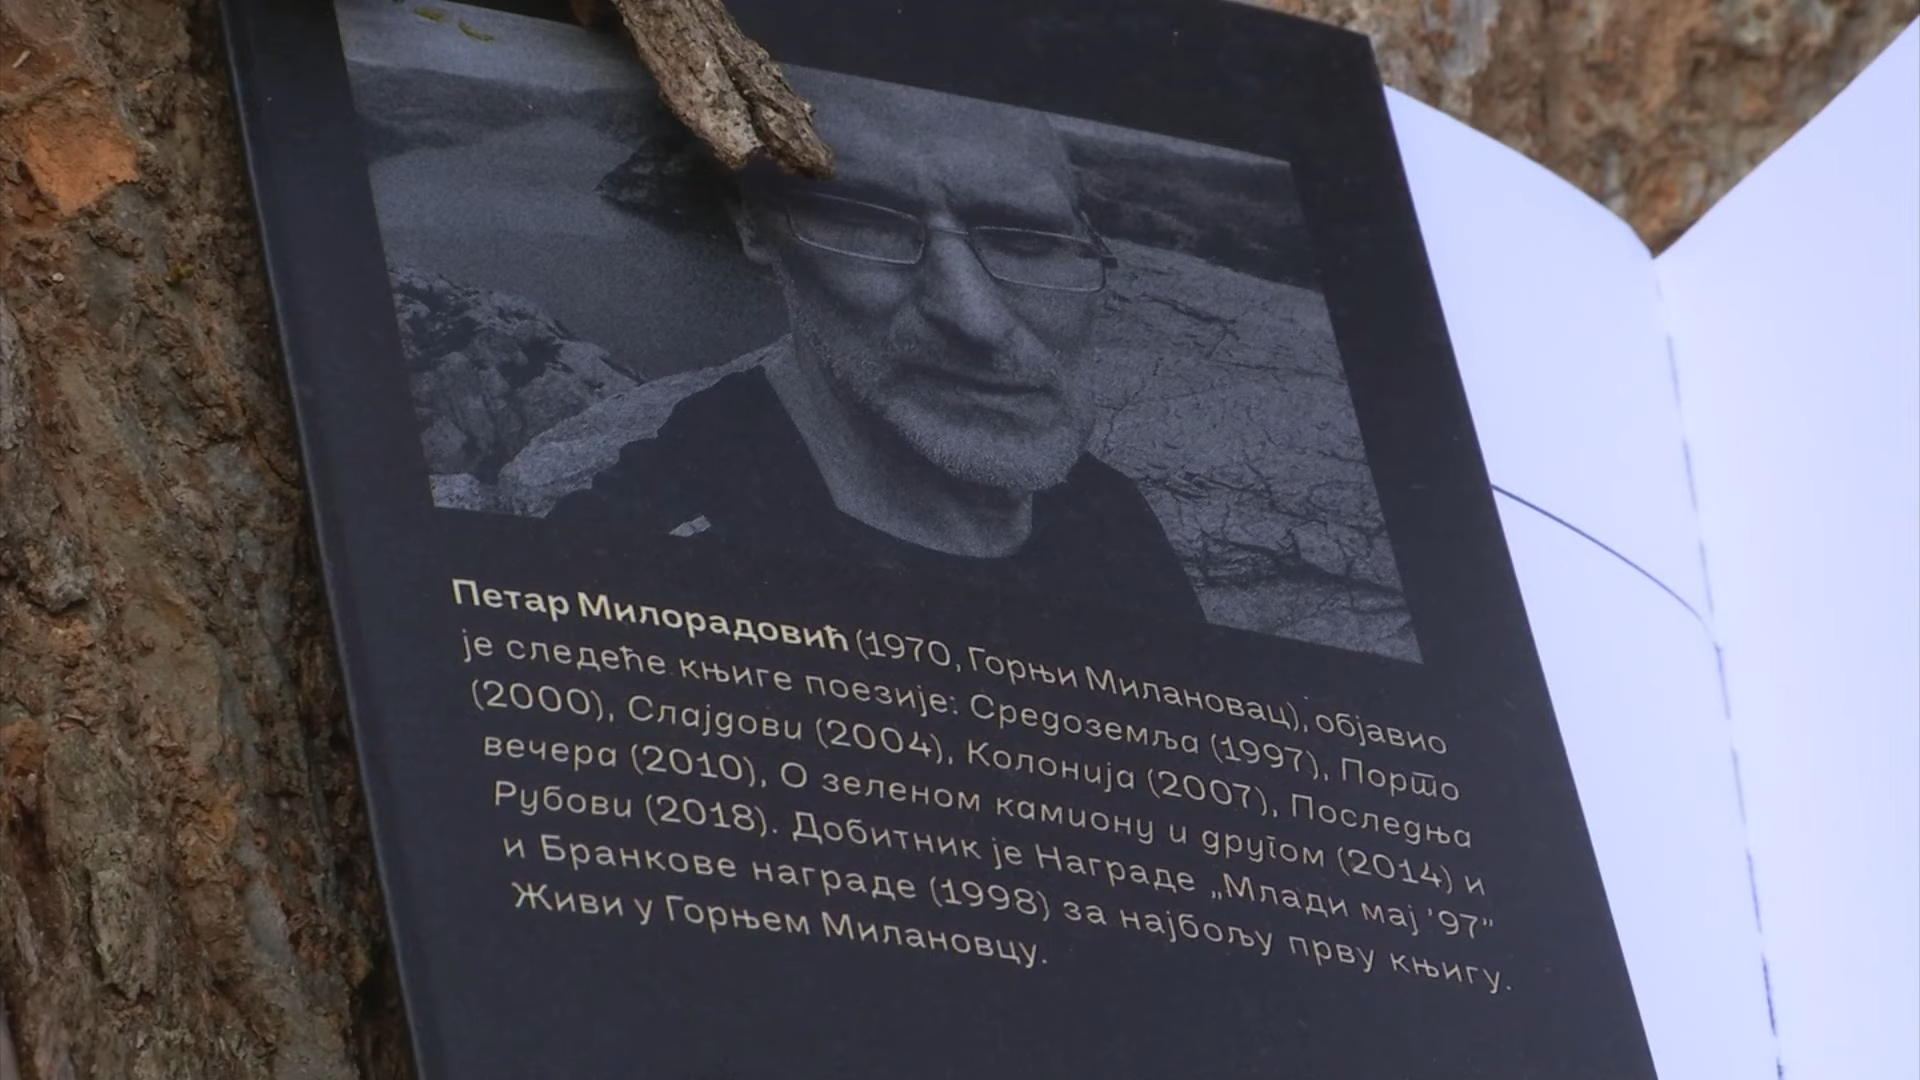 Петар Милорадовић (1970, Горњи Милановац), објавио
је следеће књиге поезије: Средоземља (1997), Порто
(2000), Слајдови (2004), Колонија (2007), Последња
вечера (2010), О зеленом камиону и другом (2014) и
Рубови (2018). Добитник је Награде „Млади мај '97”
и Бранкове награде (1998) за најбољу прву књигу.
Живи у Горњем Милановцу.